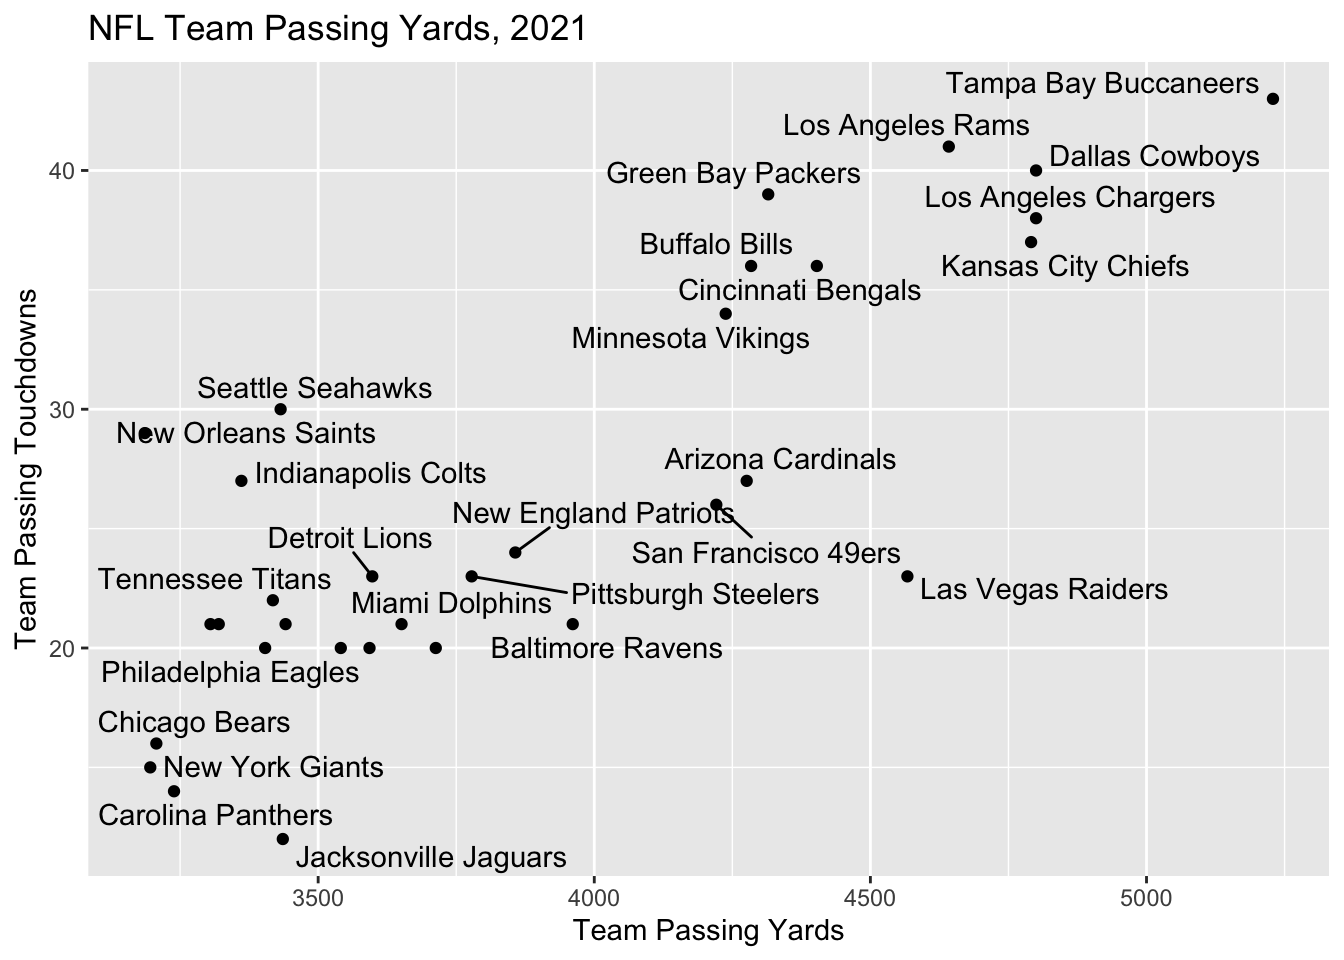 NFL Team Passing Yards, 2021
Tampa Bay Buccaneers
Los Angeles Rams
Dallas Cowboys
Green Bay Packers
40
Los Angeles Chargers
Buffalo Bills
Kansas City Chiefs
Cincinnati Bengals
Minnesota Vikings
Team Passing Touchdowns
Seattle Seahawks
30
New Orleans Saints
Arizona Cardinals
Indianapolis Colts
New England Patriots
Detroit Lions
San Francisco 49ers
Tennessee Titans
Las Vegas Raiders
Pittsburgh Steelers
Miami Dolphins
20
Baltimore Ravens
Philadelphia Eagles
Chicago Bears
New York Giants
Carolina Panthers
Jacksonville Jaguars
3500 4000 4500 5000
Team Passing Yards